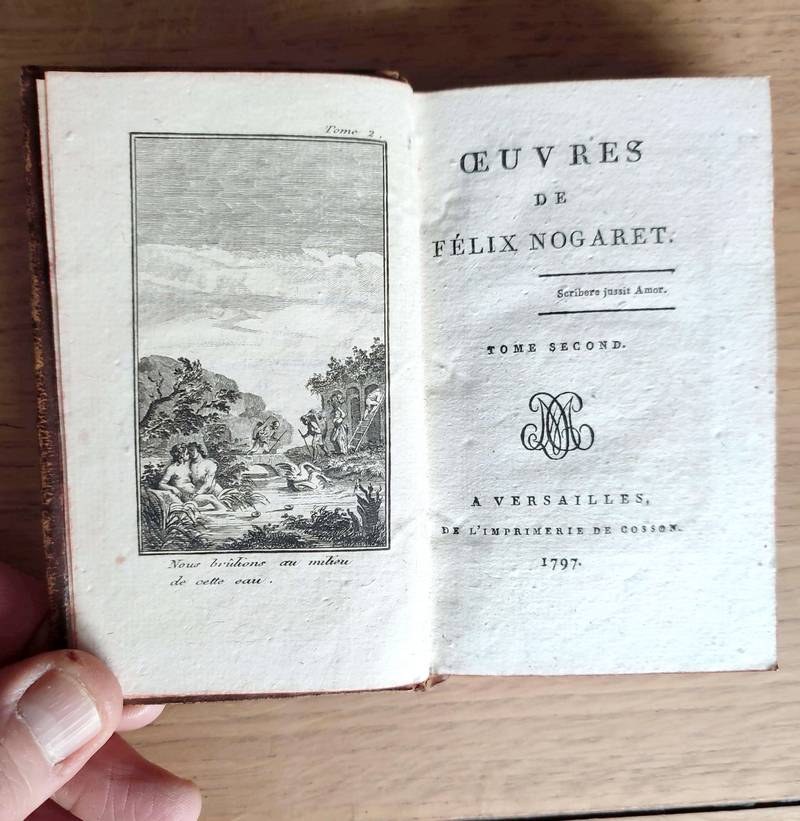 Tome 2.
Nous brûlions au milieu
de cette eau.
ŒUVRES
DE
FÉLIX NOGARET.
Scribere jussit Amor.
TOME SECOND.
A VERSAILLES,
DE L'IMPRIMERIE DE COSSON.
1797.